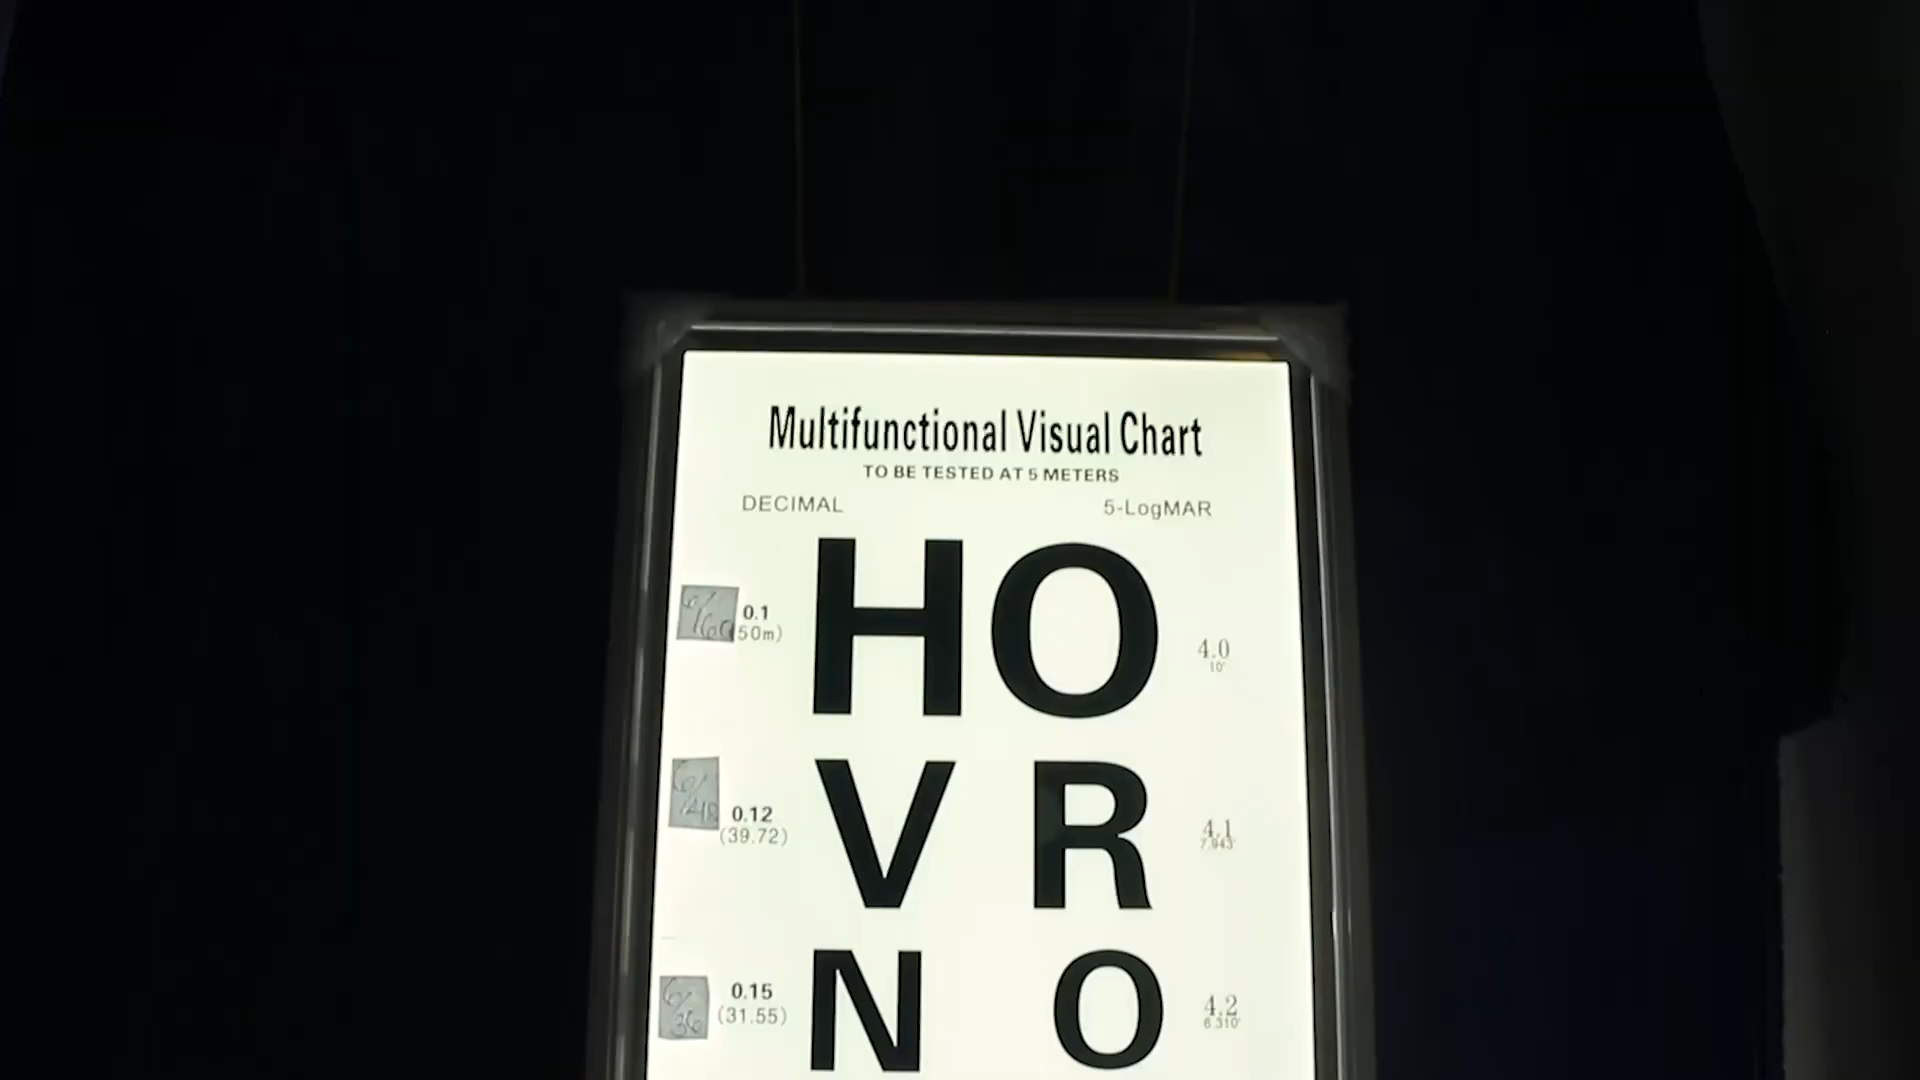 Multifunctional Visual Chart
TO BE TESTED AT 5 METERS
DECIMAL 5-LogMAR
6/60 0.1 HO 4.0
(50m) 10'
6/48 0.12 V R 4.1
(39.72) 7.943'
6/36 0.15 N O 4.2
(31.55) 6.310'